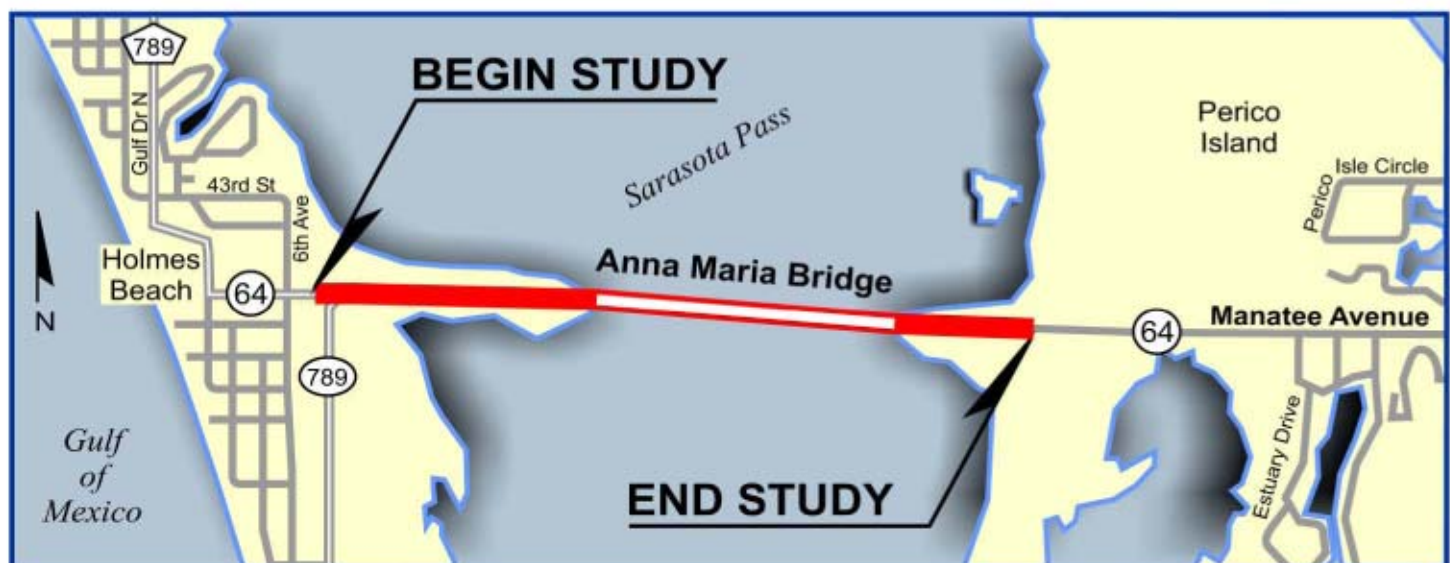 789
BEGIN STUDY
Gulf Dr N
Sarasota Pass
Perico
Island
Isle Circle
Perico
43rd St
6th Ave
Holmes
Beach
64
N
Anna Maria Bridge
64
Manatee Avenue
789
Gulf
of
Mexico
END STUDY
Estuary Drive